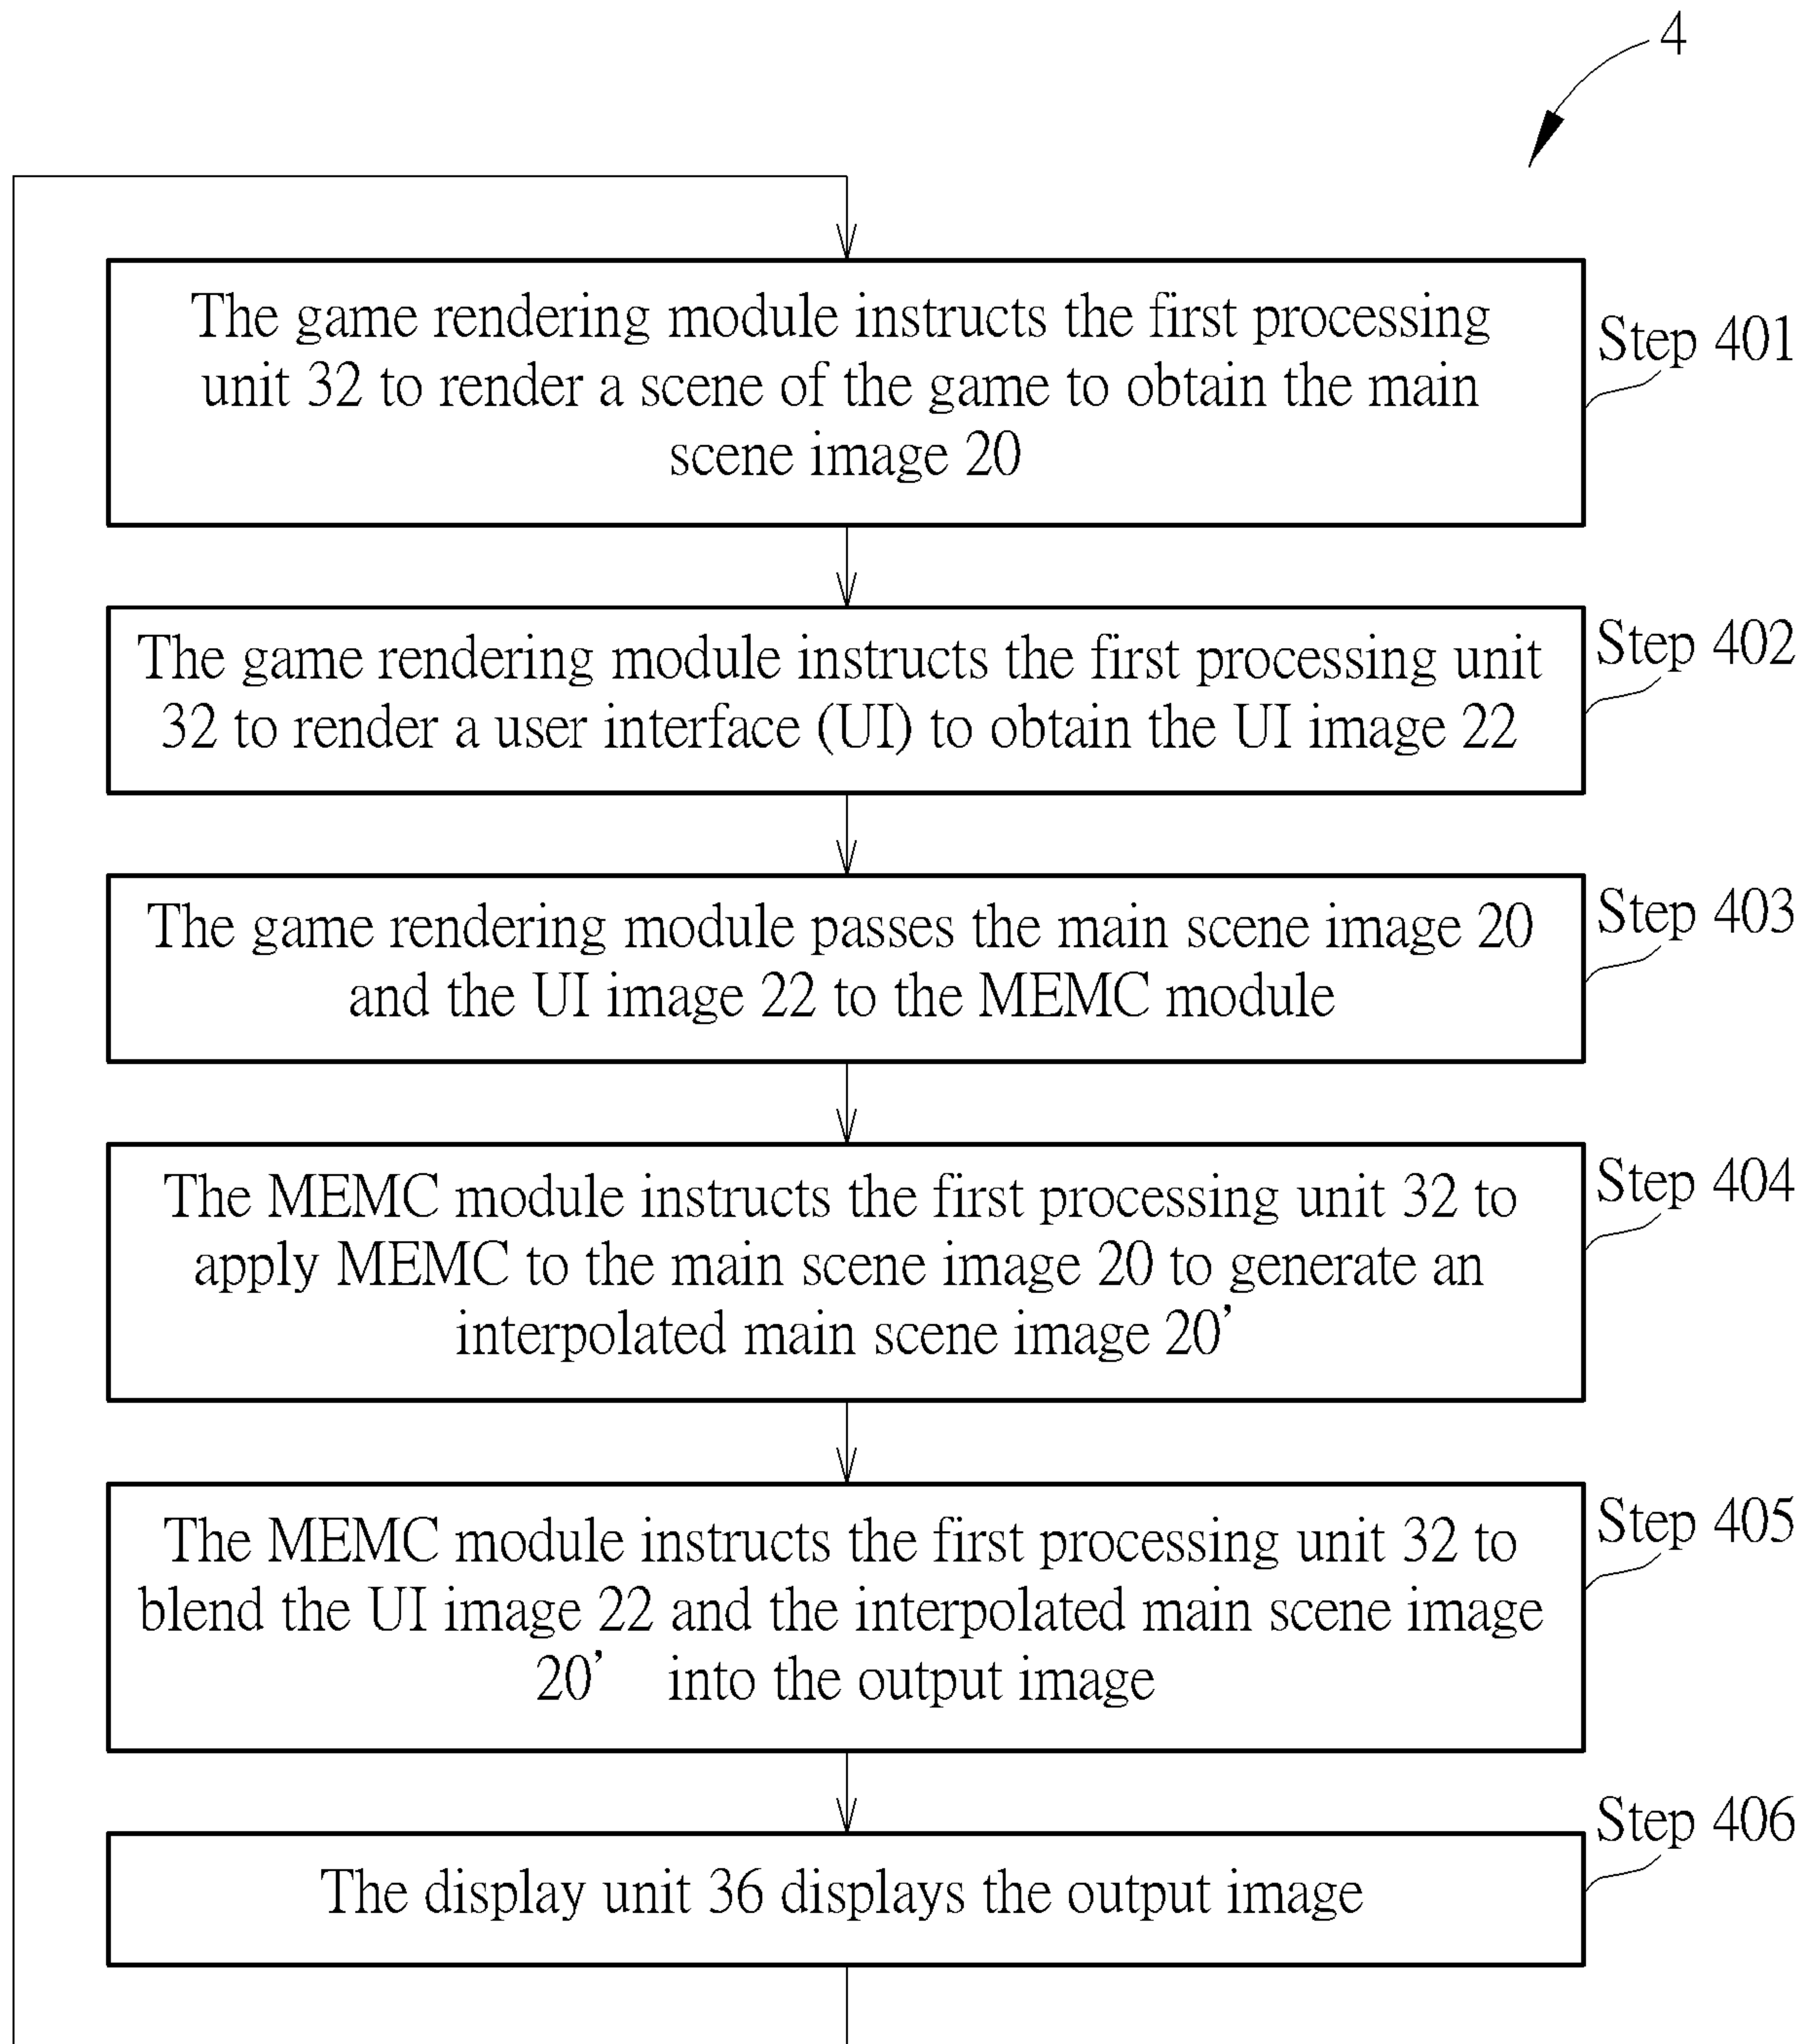 4
The game rendering module instructs the first processing
unit 32 to render a scene of the game to obtain the main
scene image 20
Step 401
The game rendering module instructs the first processing unit
32 to render a user interface (UI) to obtain the UI image 22
Step 402
The game rendering module passes the main scene image 20
and the UI image 22 to the MEMC module
Step 403
The MEMC module instructs the first processing unit 32 to
apply MEMC to the main scene image 20 to generate an
interpolated main scene image 20’
Step 404
The MEMC module instructs the first processing unit 32 to
blend the UI image 22 and the interpolated main scene image
20’ into the output image
Step 405
The display unit 36 displays the output image
Step 406